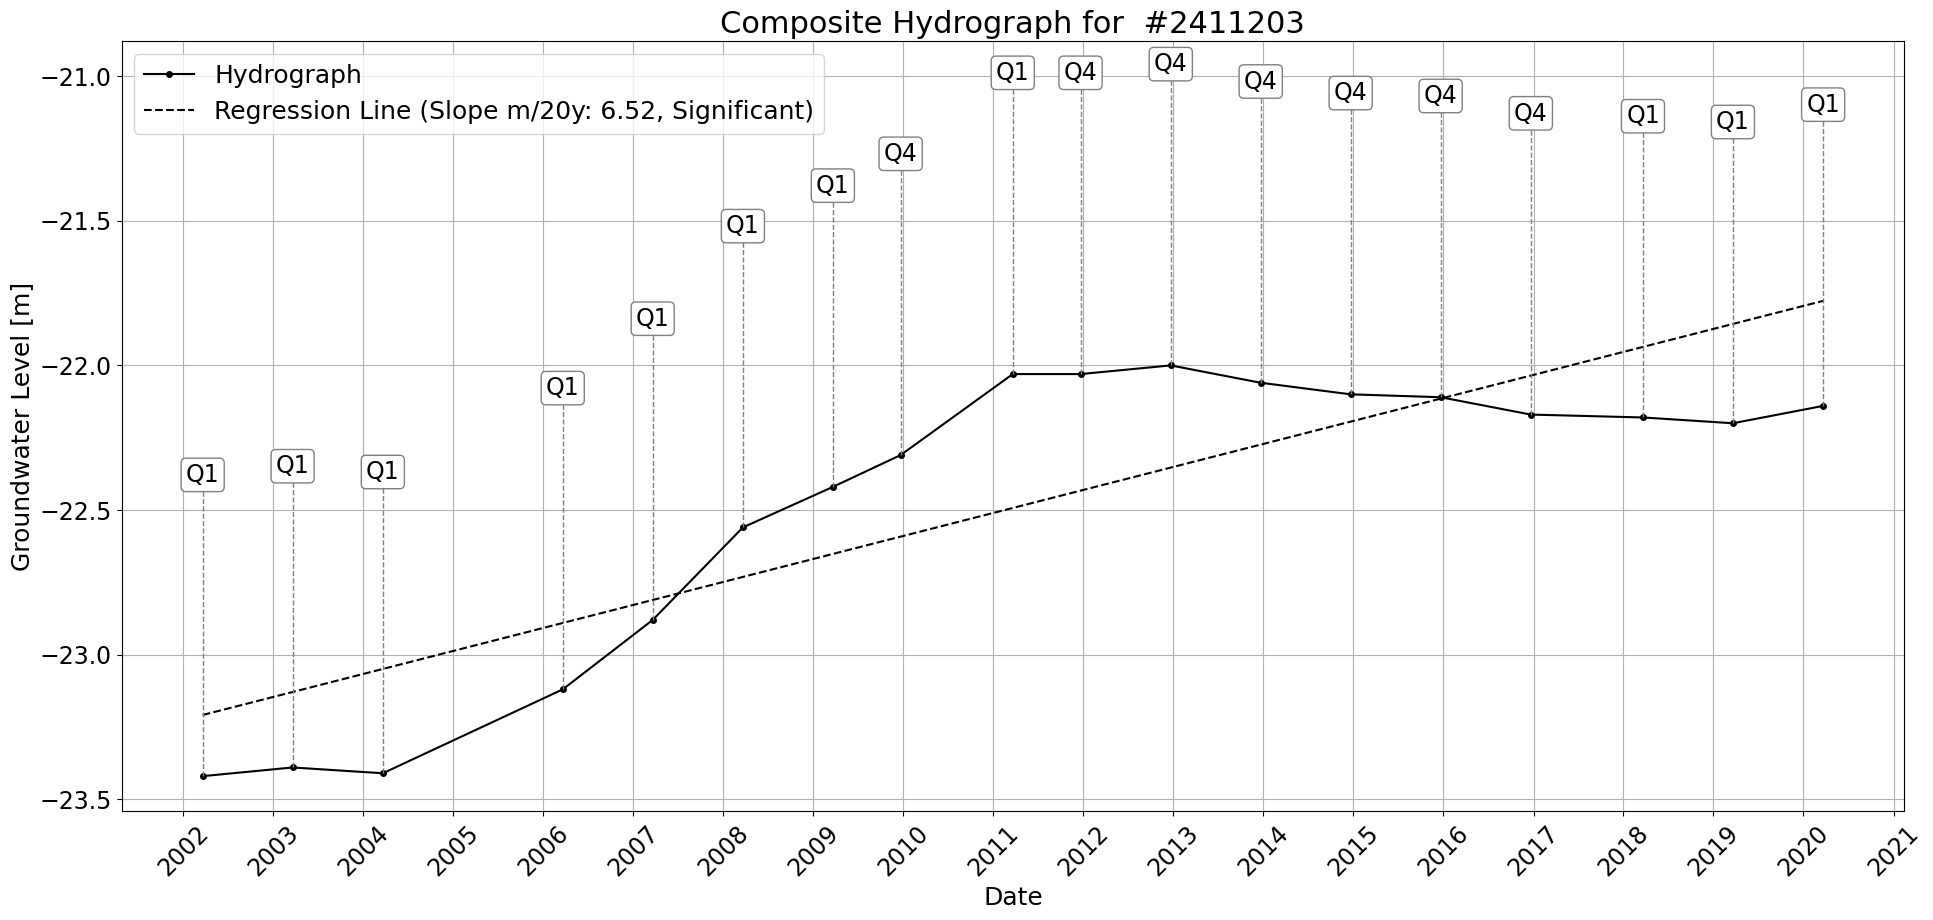 Composite Hydrograph for  #2411203
Hydrograph
Regression Line (Slope m/20y: 6.52, Significant)
Q1
Q1
Q1
Q1
Q1
Q1
Q1
Q4
Q1
Q4
Q4
Q4
Q4
Q4
Q4
Q1
Q1
Q1
Groundwater Level [m]
−21.0
−21.5
−22.0
−22.5
−23.0
−23.5
2002
2003
2004
2005
2006
2007
2008
2009
2010
2011
2012
2013
2014
2015
2016
2017
2018
2019
2020
2021
Date